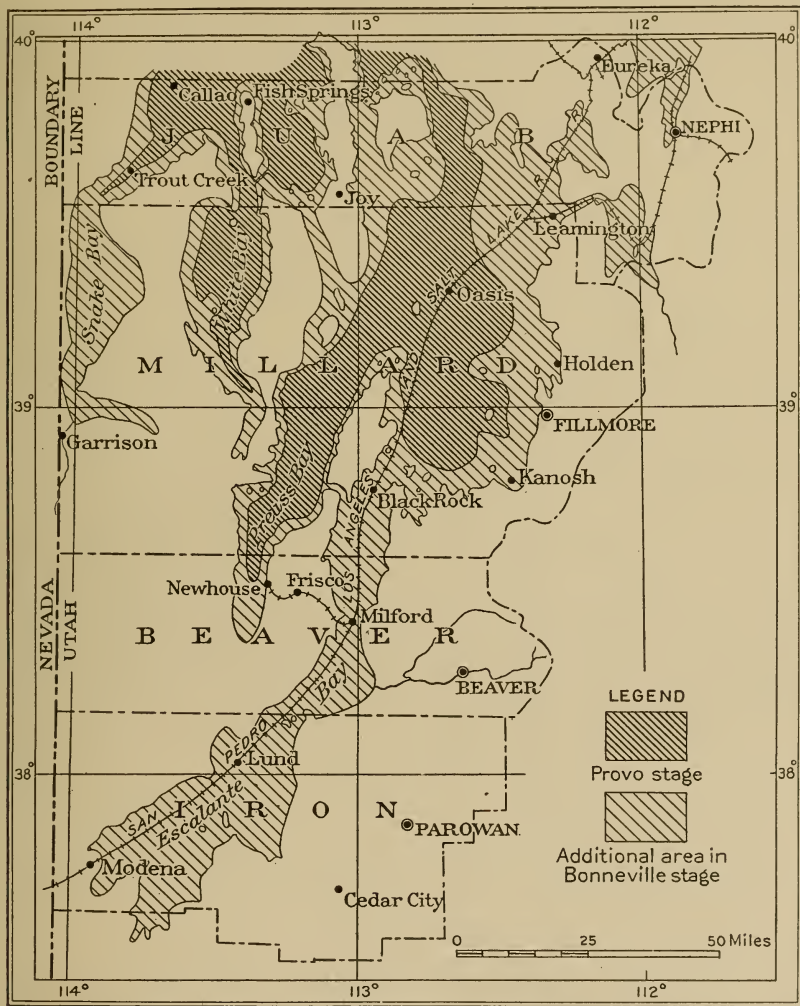 114°
113°
112°
40°
Eureka
Callao
Fish Springs
BOUNDARY LINE
J U A B
NEPHI
Trout Creek
Joy
Leamington
Snake Bay
White Bay
SALT LAKE R.R.
Oasis
M I L L A R D
Holden
39°
39°
FILLMORE
Garrison
Preuss Bay
Kanosh
BlackRock
LOS ANGELES AND
Newhouse
Frisco
Milford
NEVADA
UTAH
B E A V E R
BEAVER
Escalante Bay
LEGEND
Provo stage
SAN PEDRO
Lund
38°
38°
I R O N
PAROWAN
Additional area in
Bonneville stage
Modena
Cedar City
0 25 50 Miles
114°
113°
112°